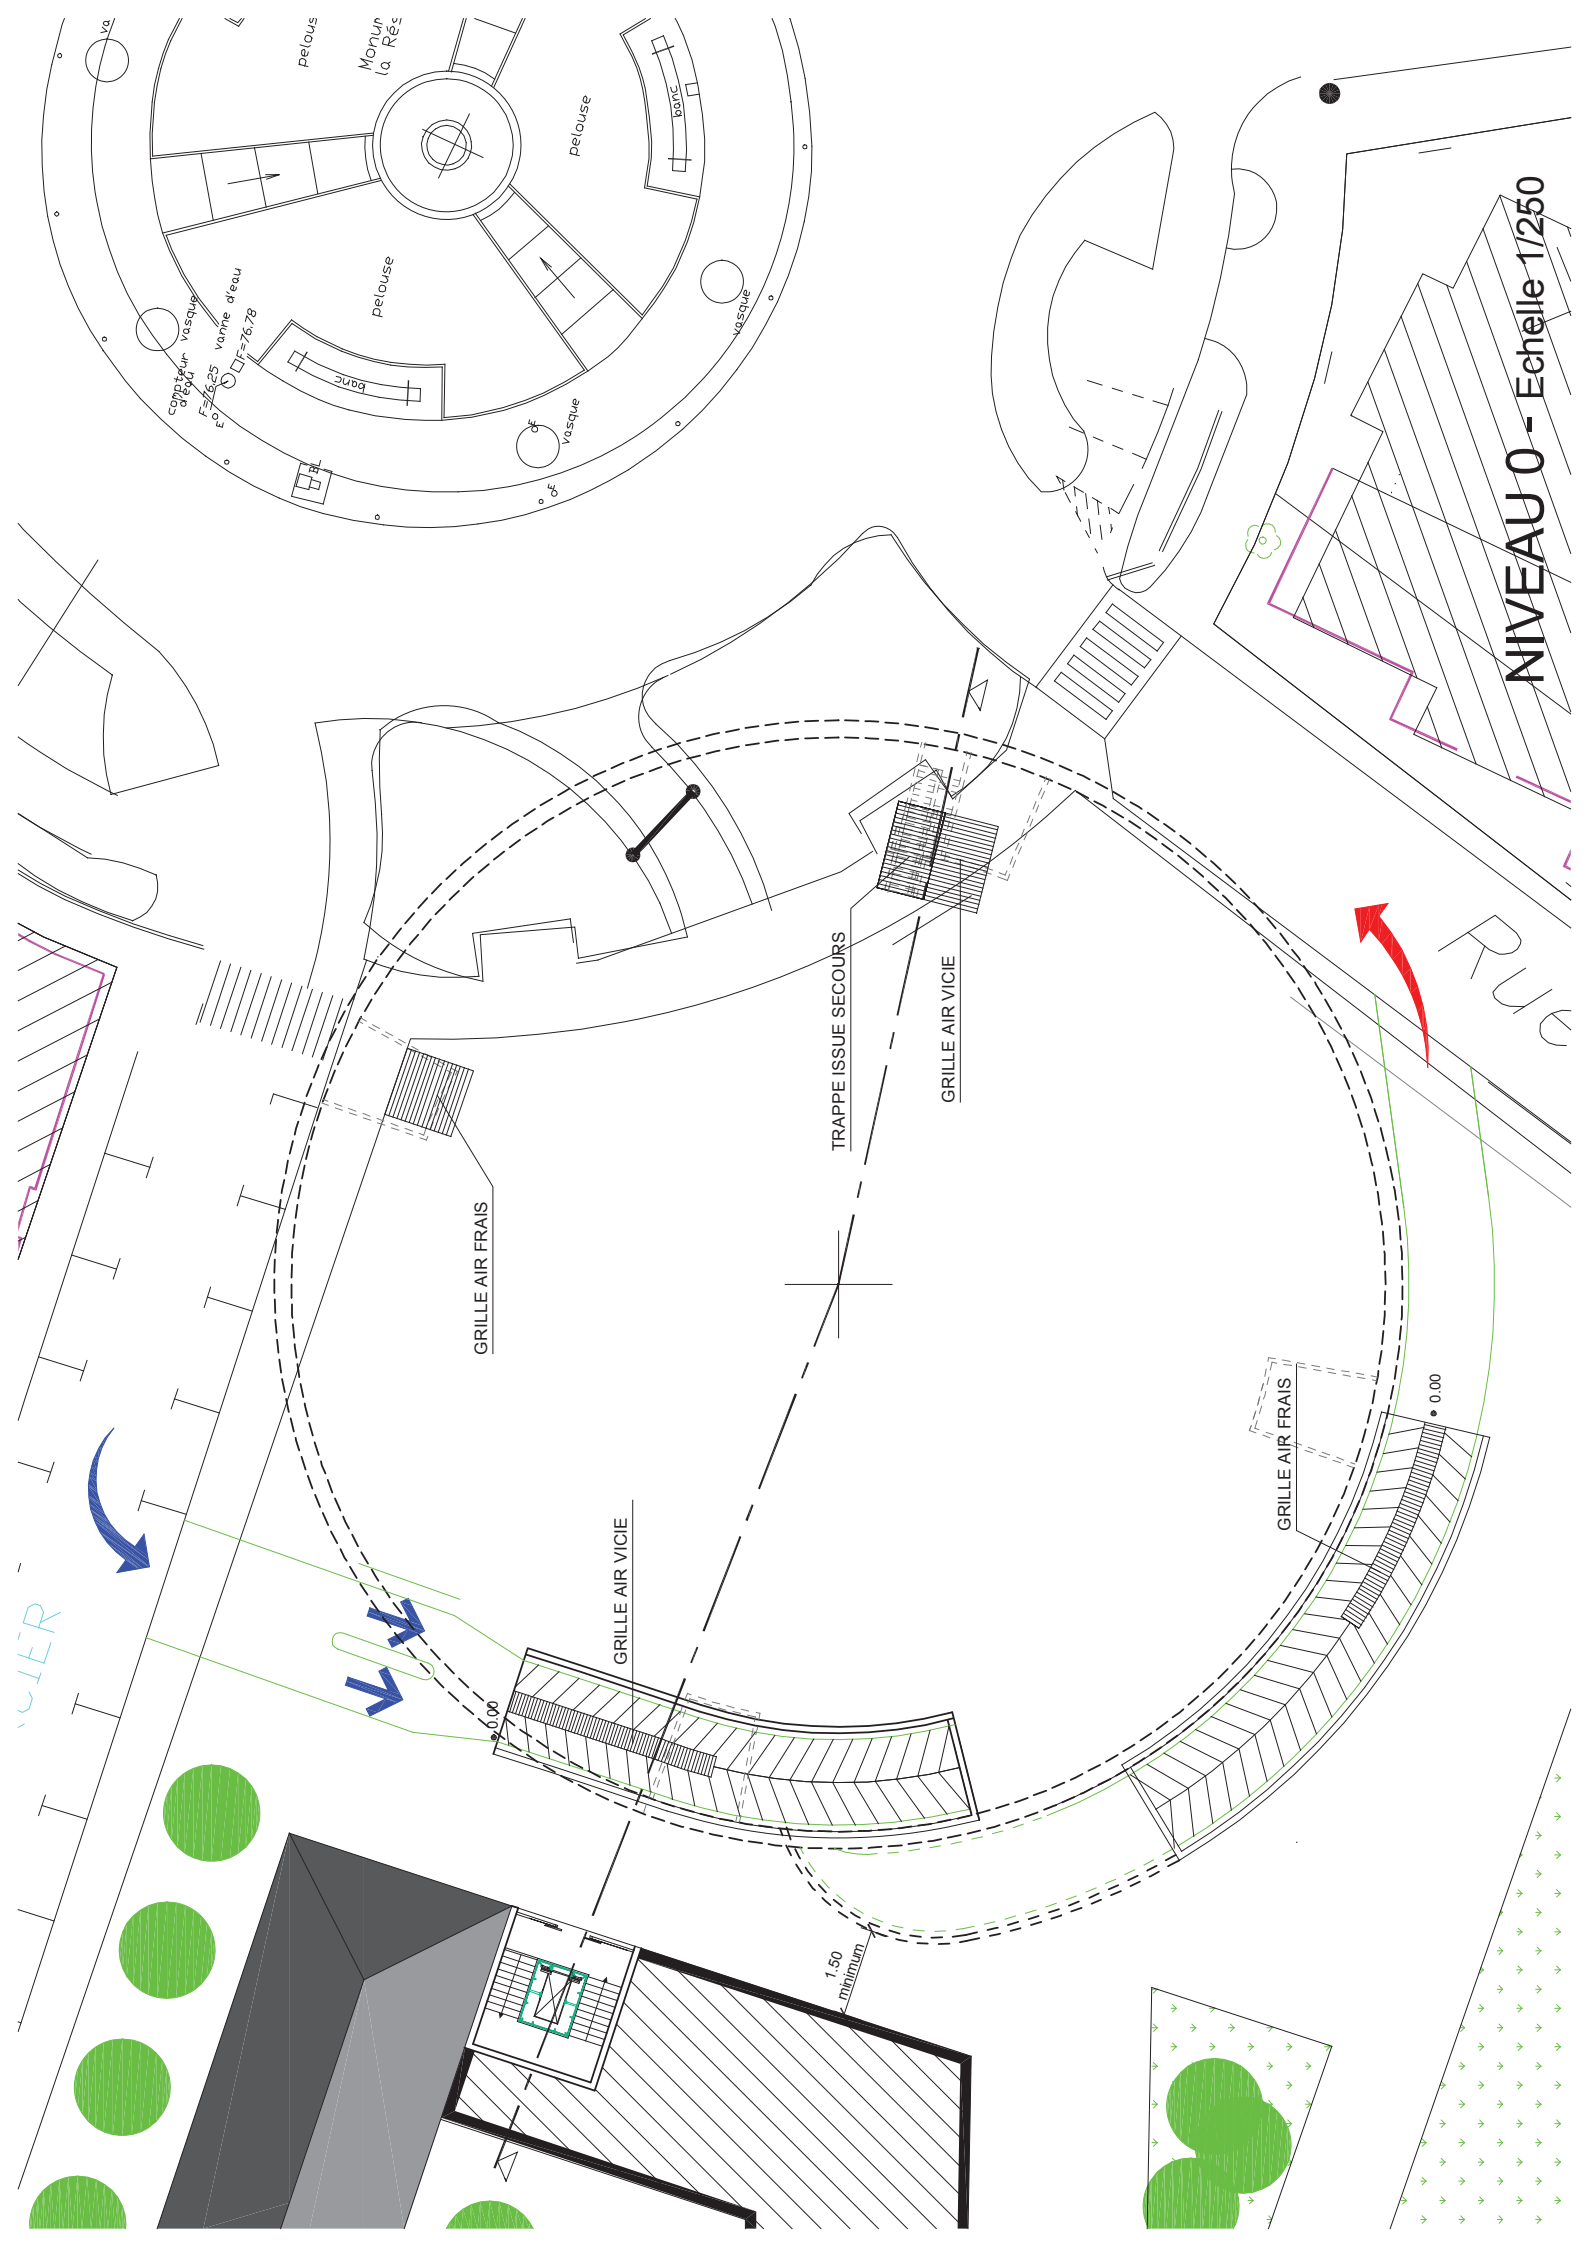 NIVEAU 0 - Echelle 1/250
pelouse
pelouse
banc
vasque
compteur
d'eau
vasque
vanne d'eau
F=76.25
F=76.78
pelouse
banc
vasque
E
E
E
TRAPPE ISSUE SECOURS
GRILLE AIR VICIE
GRILLE AIR FRAIS
GRILLE AIR FRAIS
0.00
GRILLE AIR VICIE
0.00
1.50
minimum
Rue